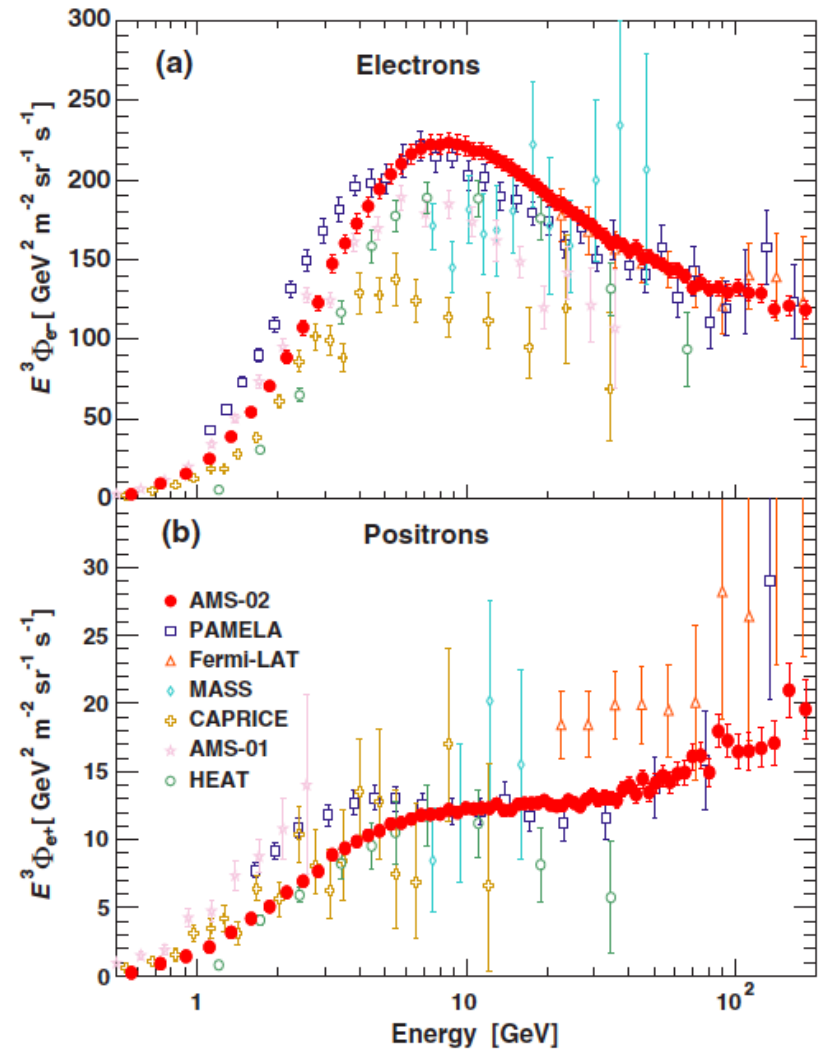 (a) Electrons
300
250
200
150
100
50
0
E³Φe-[ GeV² m⁻² sr⁻¹ s⁻¹]
(b) Positrons
30
25
20
15
10
5
0
E³Φe+[ GeV² m⁻² sr⁻¹ s⁻¹]
AMS-02
PAMELA
Fermi-LAT
MASS
CAPRICE
AMS-01
HEAT
1 10 10²
Energy [GeV]